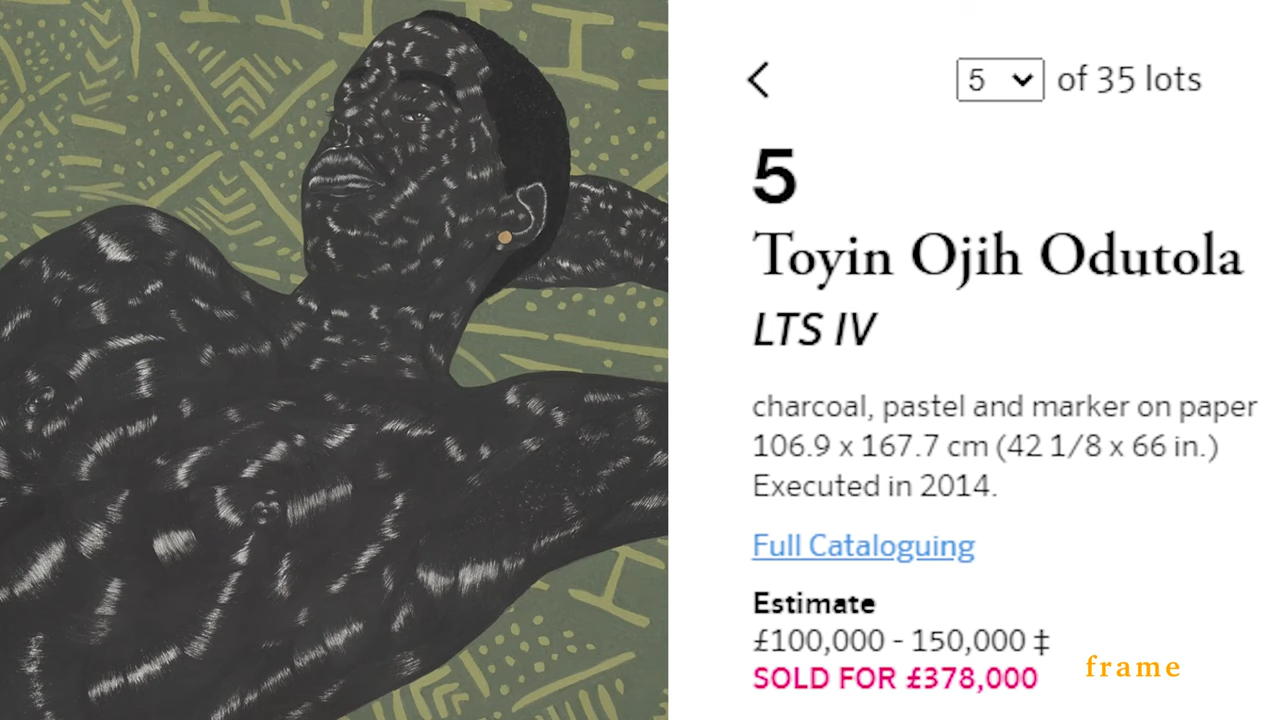 5 of 35 lots
5
Toyin Ojih Odutola
LTS IV
charcoal, pastel and marker on paper
106.9 x 167.7 cm (42 1/8 x 66 in.)
Executed in 2014.
Full Cataloguing
Estimate
£100,000 - 150,000 ‡
SOLD FOR £378,000
frame